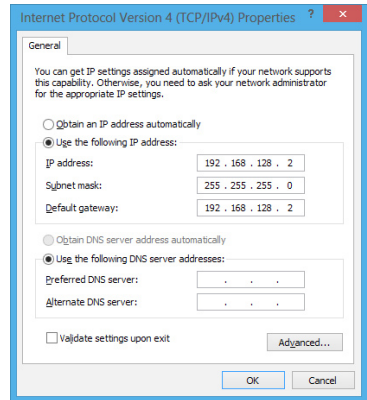 Internet Protocol Version 4 (TCP/IPv4) Properties ? ×
General
You can get IP settings assigned automatically if your network supports
this capability. Otherwise, you need to ask your network administrator
for the appropriate IP settings.
Obtain an IP address automatically
Use the following IP address:
IP address: 192 . 168 . 128 . 2
Subnet mask: 255 . 255 . 255 . 0
Default gateway: 192 . 168 . 128 . 2
Obtain DNS server address automatically
Use the following DNS server addresses:
Preferred DNS server: . . .
Alternate DNS server: . . .
Validate settings upon exit
Advanced...
OK Cancel